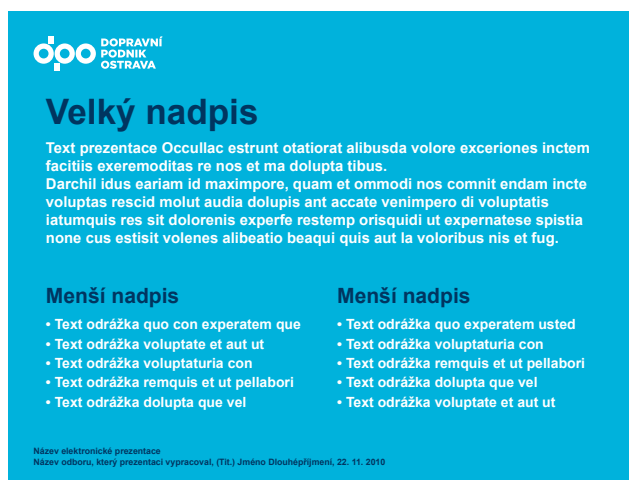 dpo DOPRAVNÍ
PODNIK
OSTRAVA
Velký nadpis
Text prezentace Occullac estrunt otatiorat alibusda volore exceriones inctem
facitiis exeremoditas re nos et ma dolupta tibus.
Darchil idus eariam id maximpore, quam et ommodi nos comnit endam incte
voluptas rescid molut audia dolupis ant accate venimpero di voluptatis
iatumquis res sit dolorenis experfe restemp orisquidi ut expernatese spistia
none cus estisit volenes alibeatio beaqui quis aut la voloribus nis et fug.
Menší nadpis
• Text odrážka quo con experatem que
• Text odrážka voluptate et aut ut
• Text odrážka voluptaturia con
• Text odrážka remquis et ut pellabori
• Text odrážka dolupta que vel
Menší nadpis
• Text odrážka quo experatem usted
• Text odrážka voluptaturia con
• Text odrážka remquis et ut pellabori
• Text odrážka dolupta que vel
• Text odrážka voluptate et aut ut
Název elektronické prezentace
Název odboru, který prezentaci vypracoval, (Tit.) Jméno Dlouhépříjmení, 22. 11. 2010